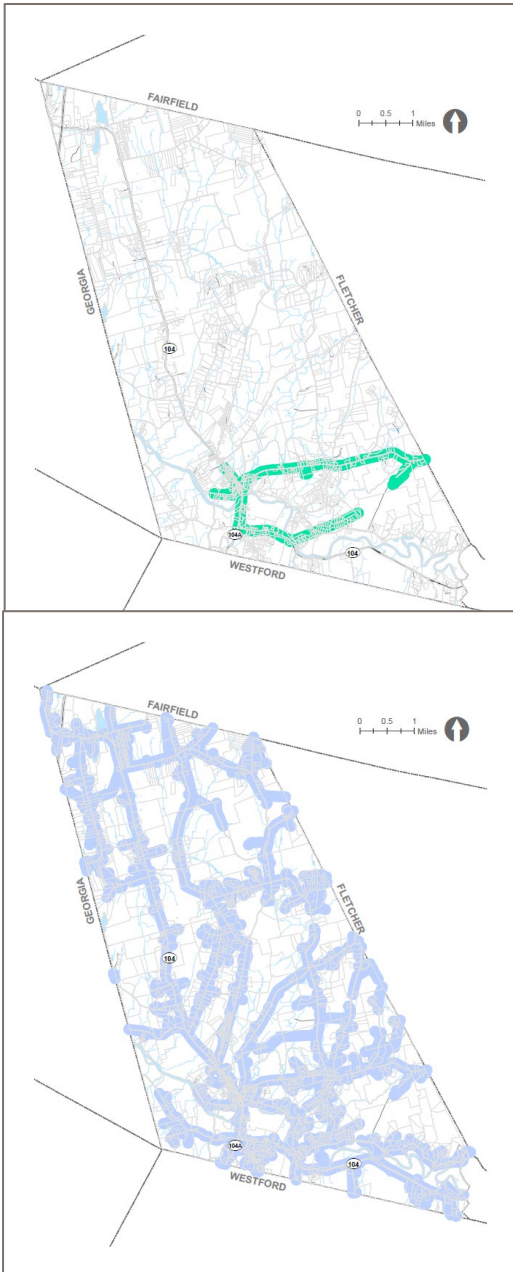 FAIRFIELD
0 0.5 1
Miles
GEORGIA
FLETCHER
104
104A
104
WESTFORD
FAIRFIELD
0 0.5 1
Miles
GEORGIA
FLETCHER
104
104A
104
WESTFORD